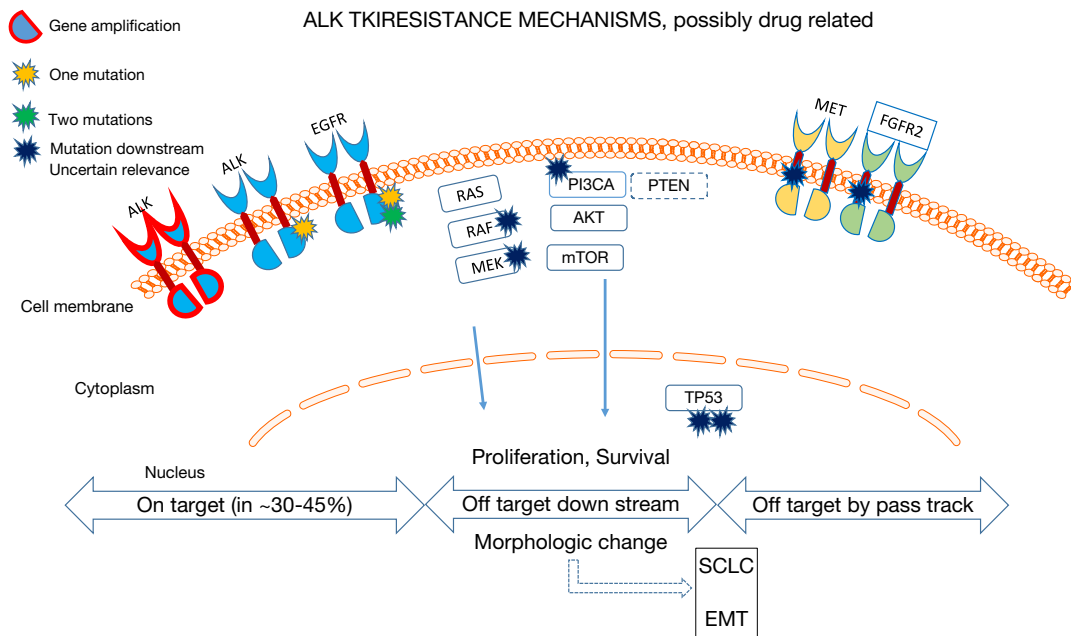 ALK TKIRESISTANCE MECHANISMS, possibly drug related
Gene amplification
One mutation
Two mutations
Mutation downstream
Uncertain relevance
ALK
ALK
EGFR
RAS
RAF
MEK
PI3CA
PTEN
AKT
mTOR
MET
FGFR2
Cell membrane
Cytoplasm
TP53
Nucleus
Proliferation, Survival
On target (in ~30-45%)
Off target down stream
Off target by pass track
Morphologic change
SCLC
EMT